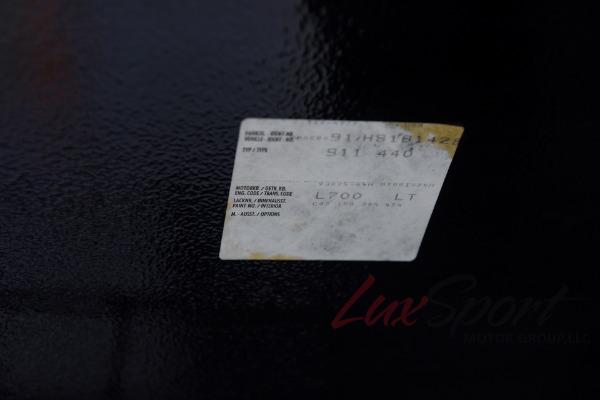 FAHRZG. - IDENT-NR.
VEHICLE - IDENT - NO.
91/HS181428
TYP / TYPE
911 440
MOTORKB. / GETR. KB.
ENG. CODE / TRANS. CODE
LACKNR. / INNENAUSST.
PAINT NO. / INTERIOR
L700 LT
M. - AUSST. / OPTIONS
LuxSport
MOTOR GROUP, LLC